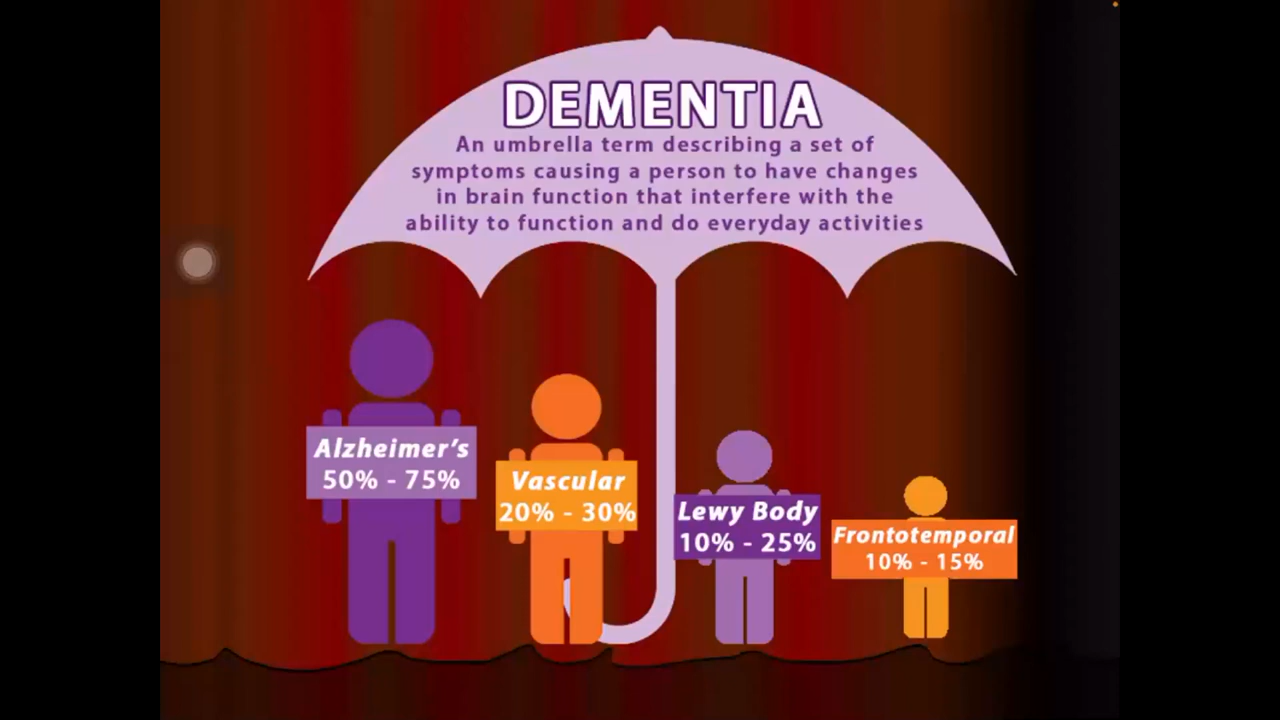 DEMENTIA
An umbrella term describing a set of
symptoms causing a person to have changes
in brain function that interfere with the
ability to function and do everyday activities
Alzheimer's
50% - 75%
Vascular
20% - 30%
Lewy Body
10% - 25%
Frontotemporal
10% - 15%